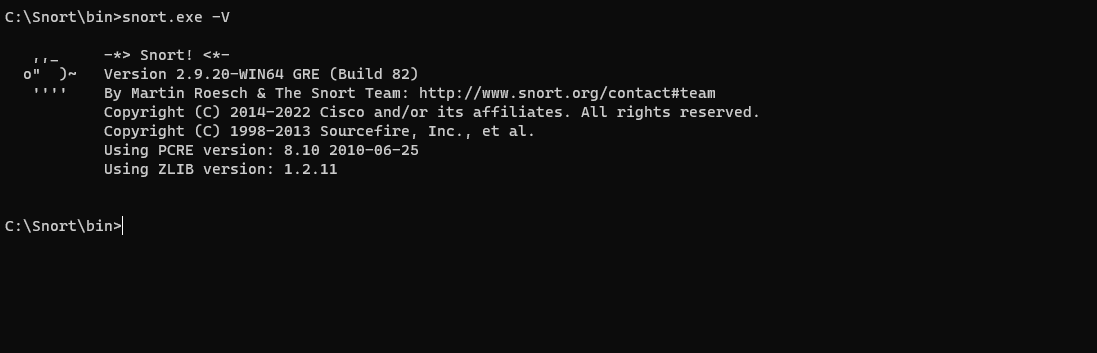 C:\Snort\bin>snort.exe -V
,,_     -*> Snort! <*-
o"  )~   Version 2.9.20-WIN64 GRE (Build 82)
''''    By Martin Roesch & The Snort Team: http://www.snort.org/contact#team
Copyright (C) 2014-2022 Cisco and/or its affiliates. All rights reserved.
Copyright (C) 1998-2013 Sourcefire, Inc., et al.
Using PCRE version: 8.10 2010-06-25
Using ZLIB version: 1.2.11
C:\Snort\bin>